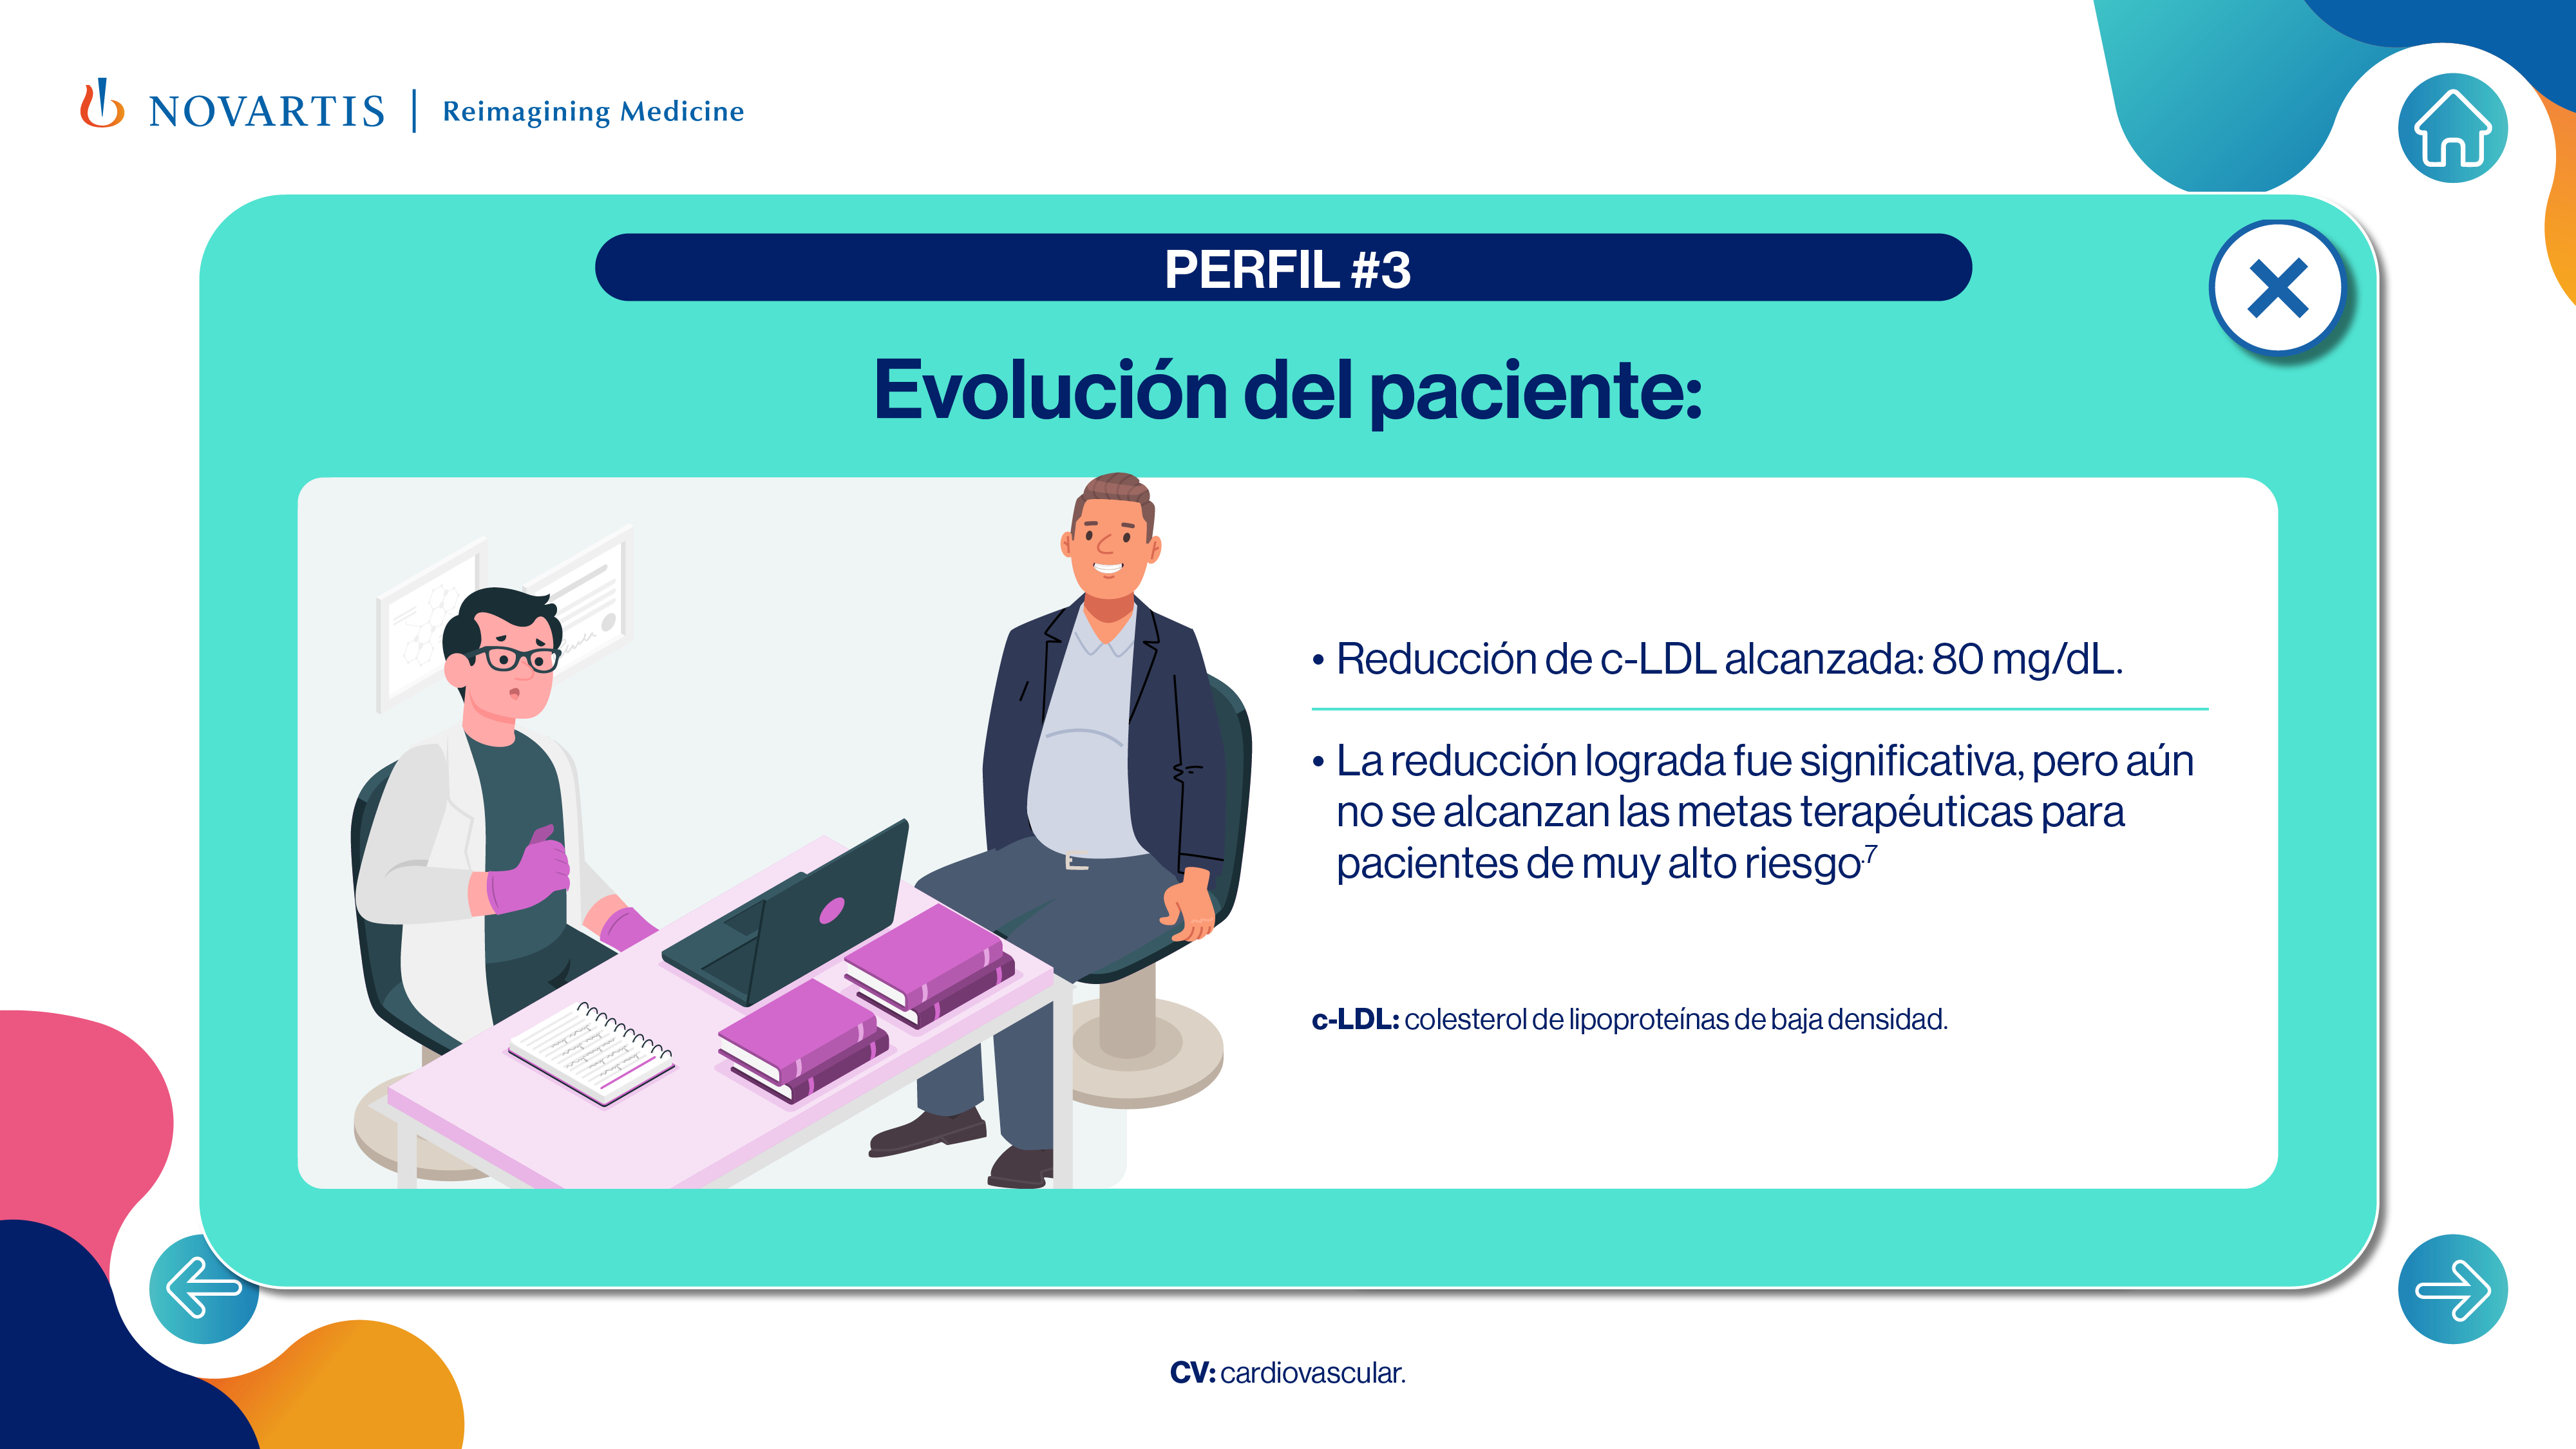 NOVARTIS | Reimagining Medicine
PERFIL #3
Evolución del paciente:
• Reducción de c-LDL alcanzada: 80 mg/dL.
• La reducción lograda fue significativa, pero aún
no se alcanzan las metas terapéuticas para
pacientes de muy alto riesgo.7
c-LDL: colesterol de lipoproteínas de baja densidad.
CV: cardiovascular.